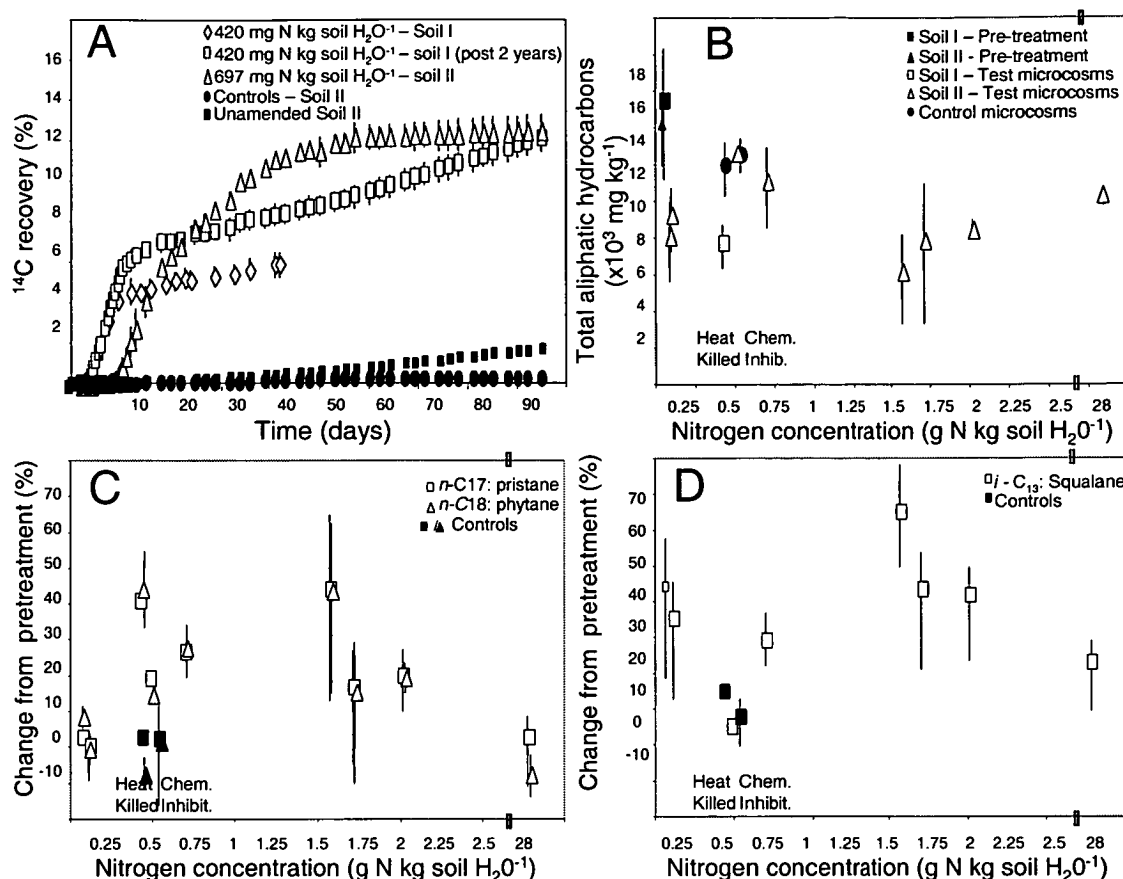 A
420 mg N kg soil H₂O⁻¹ – Soil I
420 mg N kg soil H₂O⁻¹ – soil I (post 2 years)
697 mg N kg soil H₂O⁻¹ – soil II
Controls – Soil II
Unamended Soil II
¹⁴C recovery (%)
16
14
12
10
8
6
4
2
10 20 30 40 50 60 70 80 90
Time (days)
B
Soil I – Pre-treatment
Soil II - Pre-treatment
Soil I – Test microcosms
Soil II – Test microcosms
Control microcosms
Total aliphatic hydrocarbons
(x10³ mg kg⁻¹)
18
16
14
12
10
8
6
4
2
Heat Chem.
Killed Inhib.
0.25 0.5 0.75 1 1.25 1.5 1.75 2 2.25 2.5 28
Nitrogen concentration (g N kg soil H₂0⁻¹)
C
n-C17: pristane
n-C18: phytane
Controls
Change from pretreatment (%)
70
60
50
40
30
20
10
0
-10
Heat Chem.
Killed Inhibit.
0.25 0.5 0.75 1 1.25 1.5 1.75 2 2.25 2.5 28
Nitrogen concentration (g N kg soil H₂0⁻¹)
D
i - C₁₃: Squalane
Controls
Change from pretreatment (%)
70
60
50
40
30
20
10
0
-10
Heat Chem.
Killed Inhibit.
0.25 0.5 0.75 1 1.25 1.5 1.75 2 2.25 2.5 28
Nitrogen concentration (g N kg soil H₂0⁻¹)